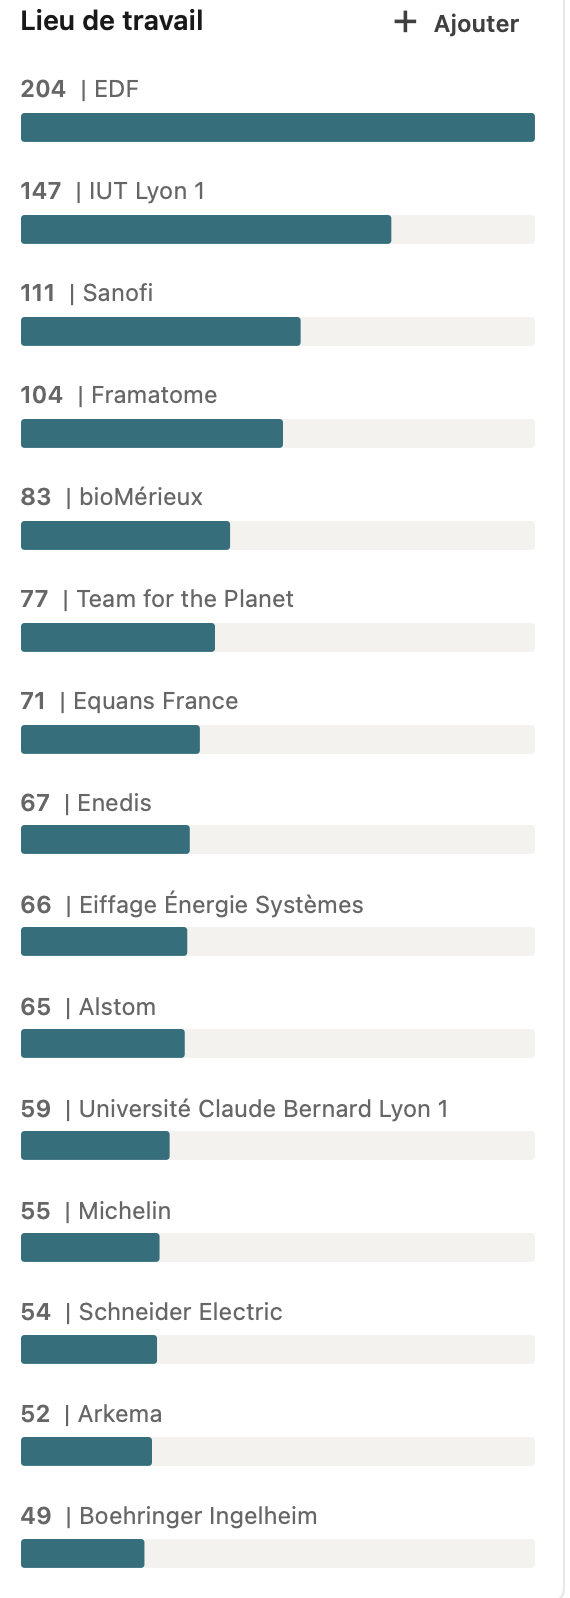 Lieu de travail + Ajouter
204 | EDF
147 | IUT Lyon 1
111 | Sanofi
104 | Framatome
83 | bioMérieux
77 | Team for the Planet
71 | Equans France
67 | Enedis
66 | Eiffage Énergie Systèmes
65 | Alstom
59 | Université Claude Bernard Lyon 1
55 | Michelin
54 | Schneider Electric
52 | Arkema
49 | Boehringer Ingelheim